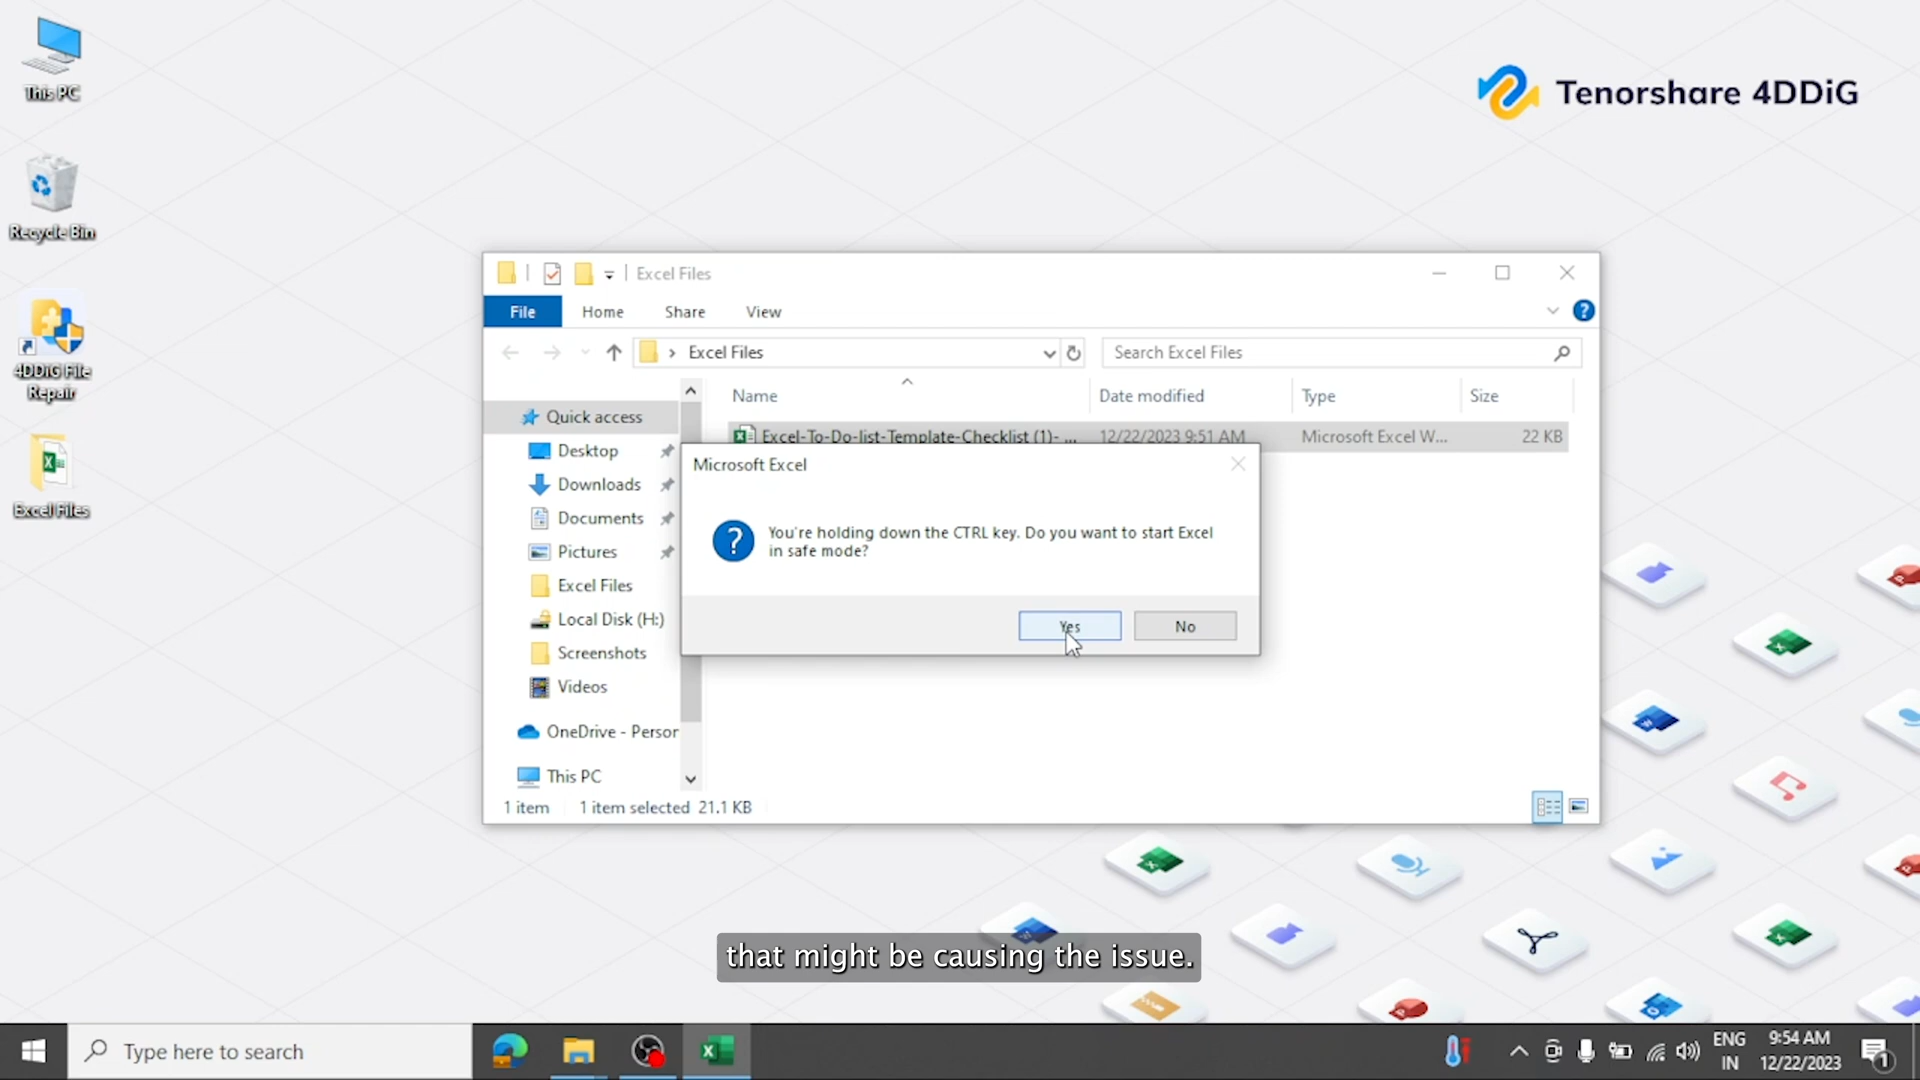 This PC
Tenorshare 4DDiG
Recycle Bin
Excel Files
File
Home
Share
View
Excel Files
Search Excel Files
Name
Date modified
Type
Size
4DDiG File
Repair
Quick access
Excel-To-Do-list-Template-Checklist (1)- ...
12/22/2023 9:51 AM
Microsoft Excel W...
22 KB
Desktop
Downloads
Documents
Pictures
Excel Files
Local Disk (H:)
Screenshots
Videos
OneDrive - Person
This PC
Microsoft Excel
You're holding down the CTRL key. Do you want to start Excel
in safe mode?
Yes
No
Excel Files
1 item
1 item selected
21.1 KB
that might be causing the issue.
Type here to search
ENG
IN
9:54 AM
12/22/2023
1